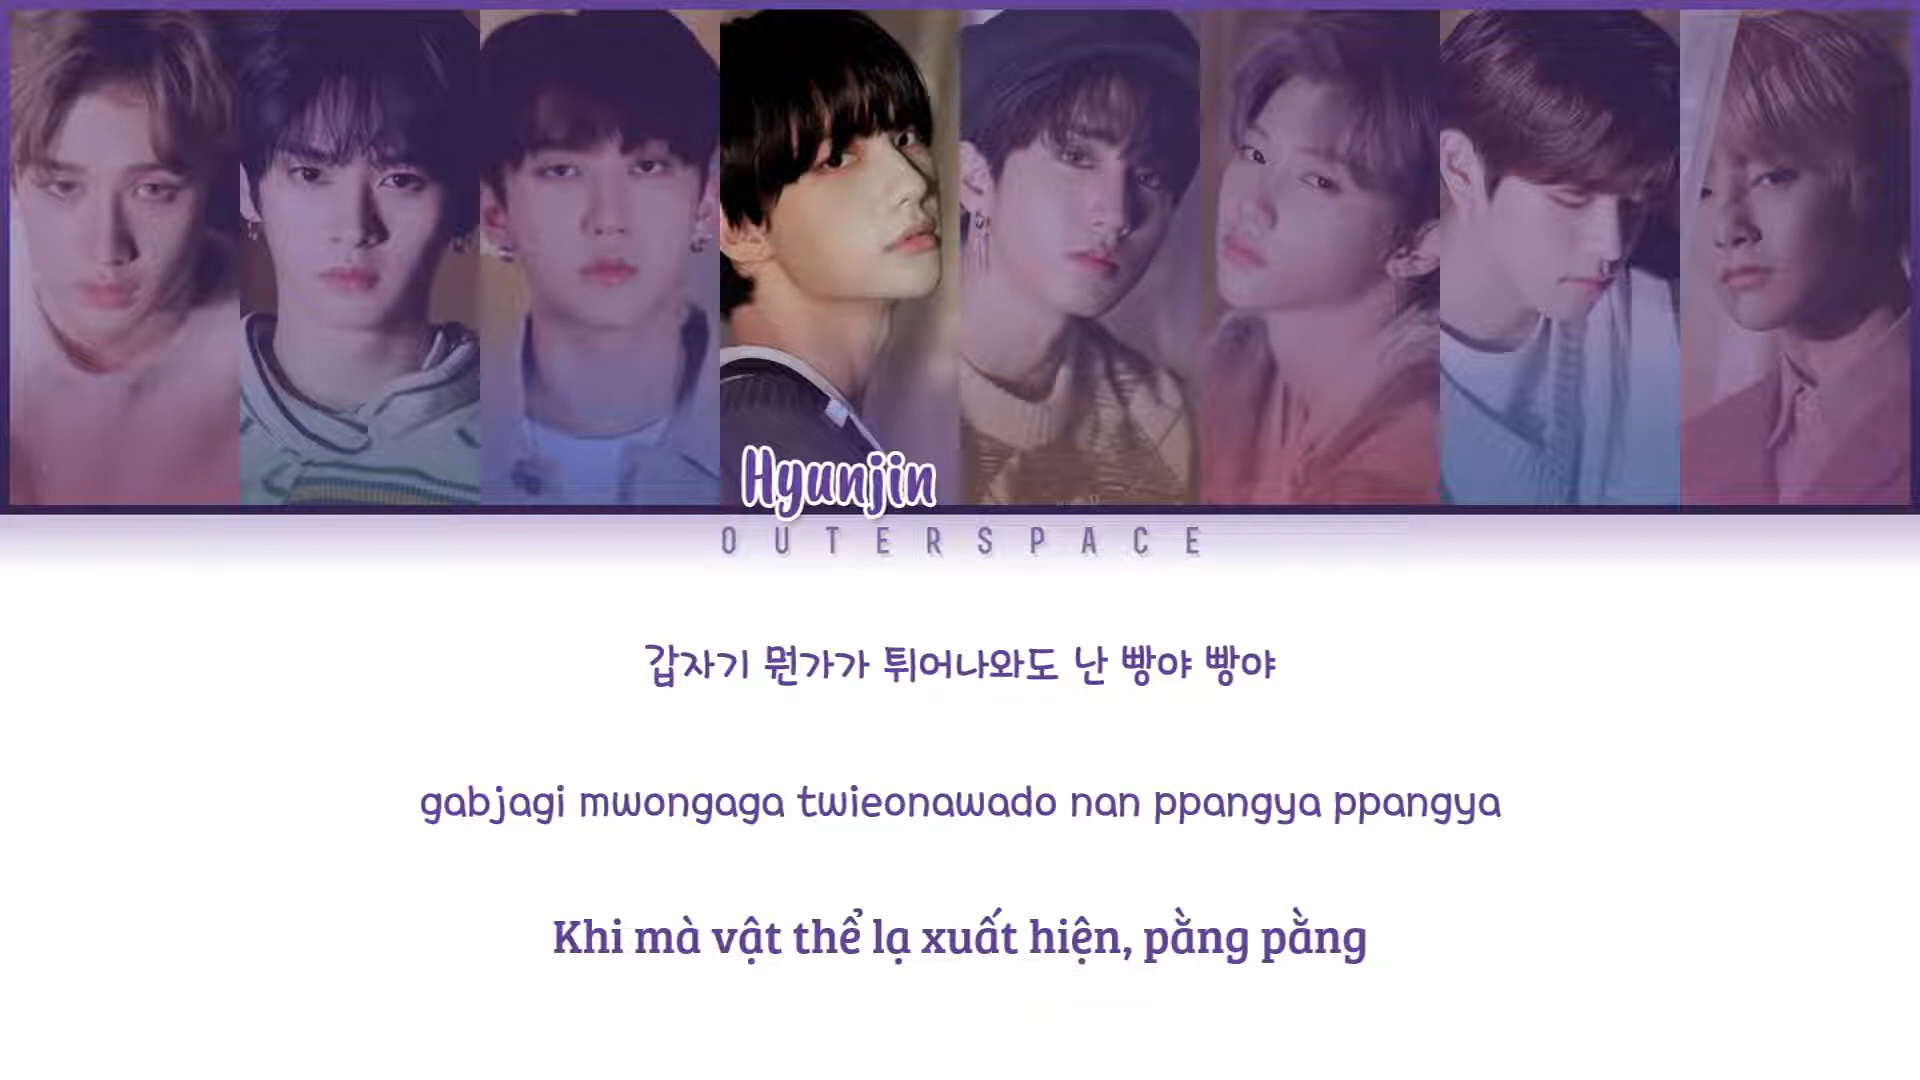 Hyunjin
OUTERSPACE
갑자기 뭔가가 튀어나와도 난 빵야 빵야
gabjagi mwongaga twieonawado nan ppangya ppangya
Khi mà vật thể lạ xuất hiện, pằng pằng